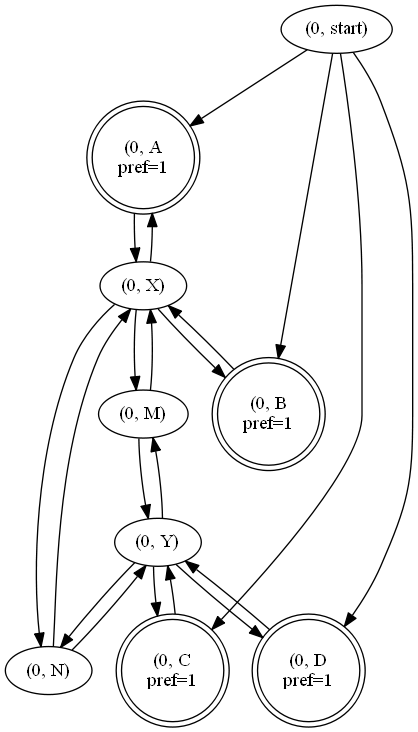 (0, start)
(0, A
pref=1
(0, X)
(0, M)
(0, B
pref=1
(0, Y)
(0, N)
(0, C
pref=1
(0, D
pref=1